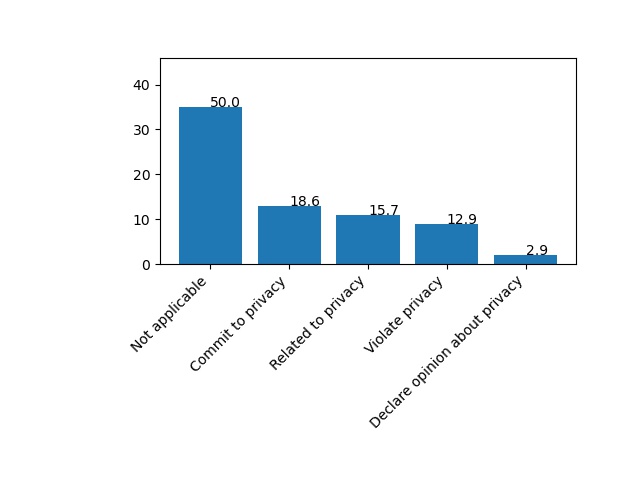 40
30
20
10
0
50.0
18.6
15.7
12.9
2.9
Not applicable
Commit to privacy
Related to privacy
Violate privacy
Declare opinion about privacy